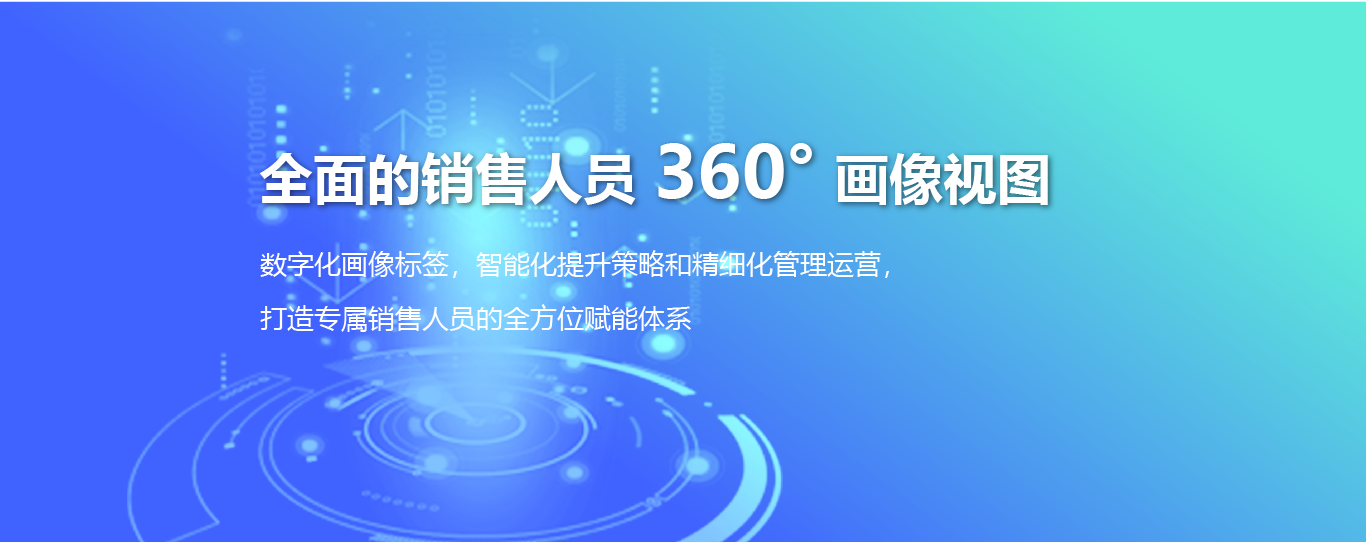 全面的销售人员 360° 画像视图
数字化画像标签，智能化提升策略和精细化管理运营，
打造专属销售人员的全方位赋能体系